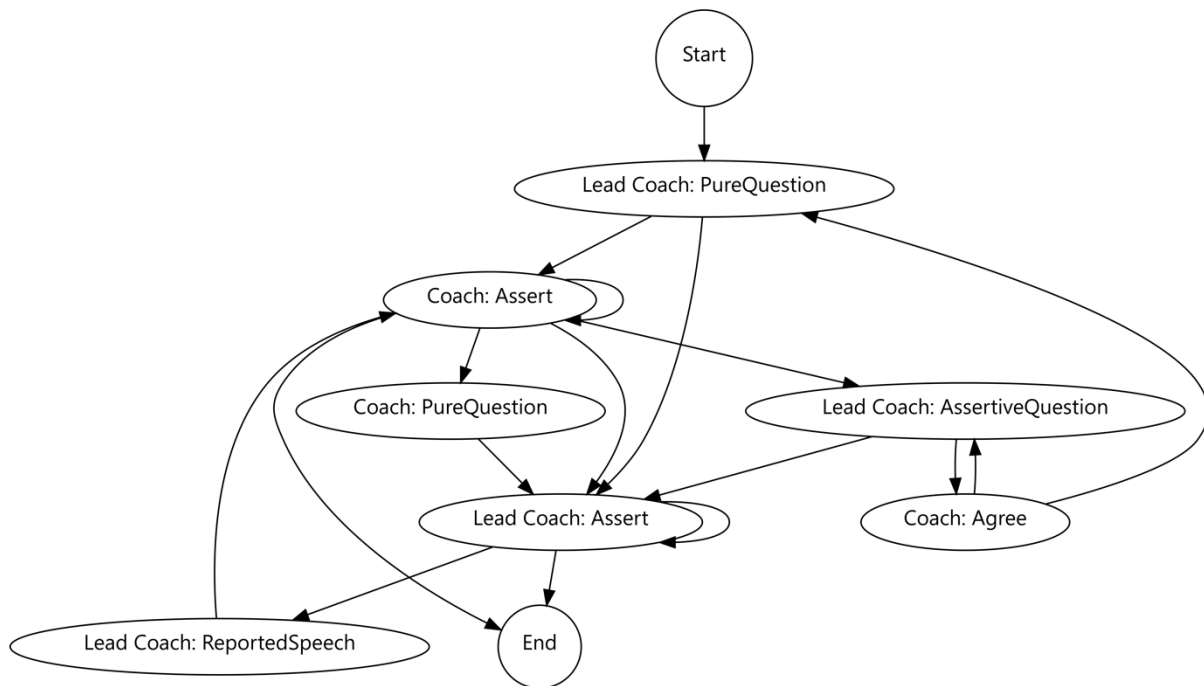 Start
Lead Coach: PureQuestion
Coach: Assert
Coach: PureQuestion
Lead Coach: AssertiveQuestion
Lead Coach: Assert
Coach: Agree
Lead Coach: ReportedSpeech
End